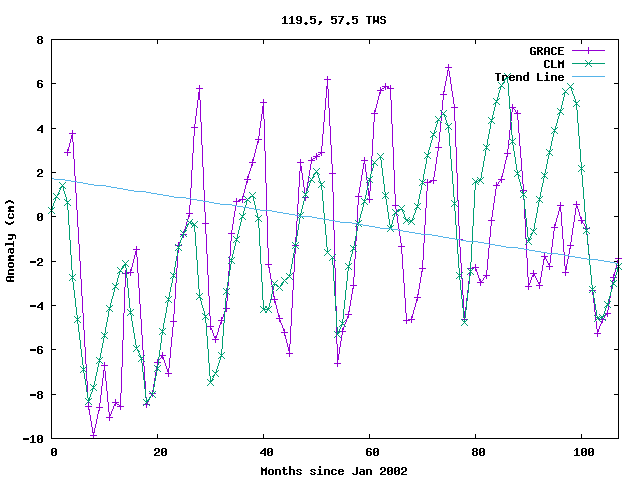 119.5, 57.5 TWS
GRACE
CLM
Trend Line
Anomaly (cm)
8
6
4
2
0
-2
-4
-6
-8
-10
0 20 40 60 80 100
Months since Jan 2002